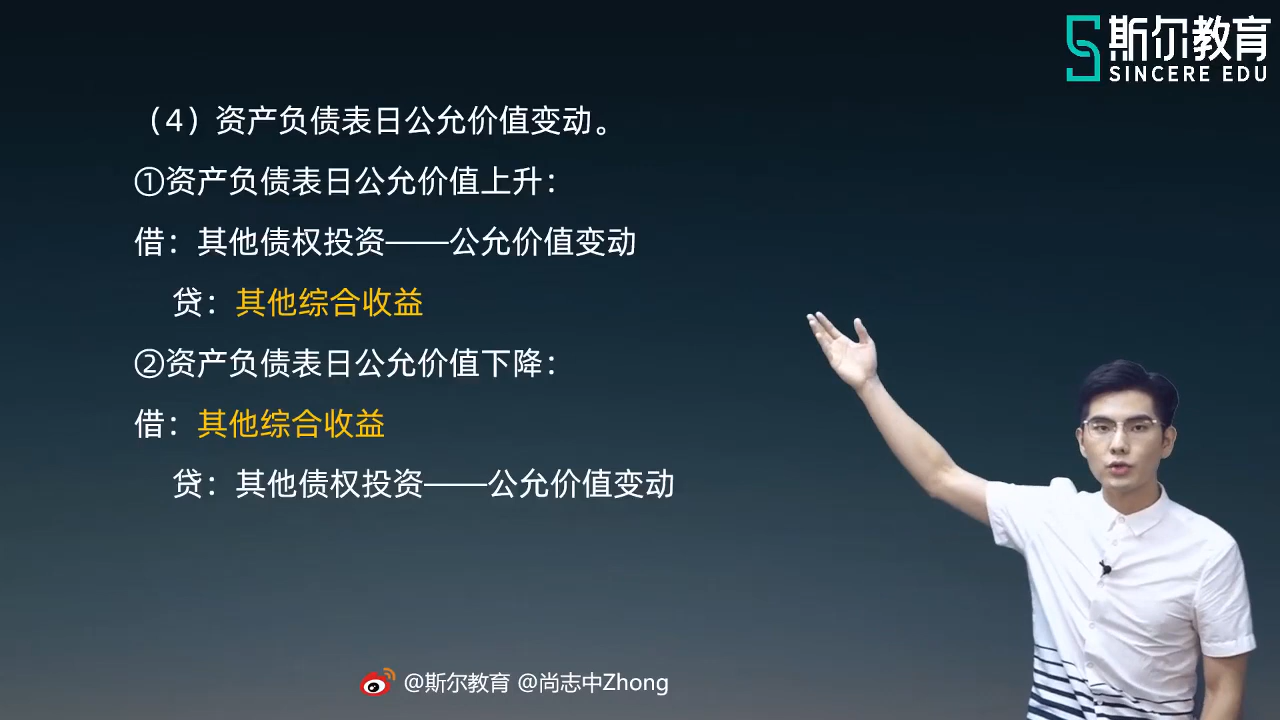 斯尔教育
SINCERE EDU
（4）资产负债表日公允价值变动。
①资产负债表日公允价值上升：
借：其他债权投资——公允价值变动
贷：其他综合收益
②资产负债表日公允价值下降：
借：其他综合收益
贷：其他债权投资——公允价值变动
@斯尔教育 @尚志中Zhong